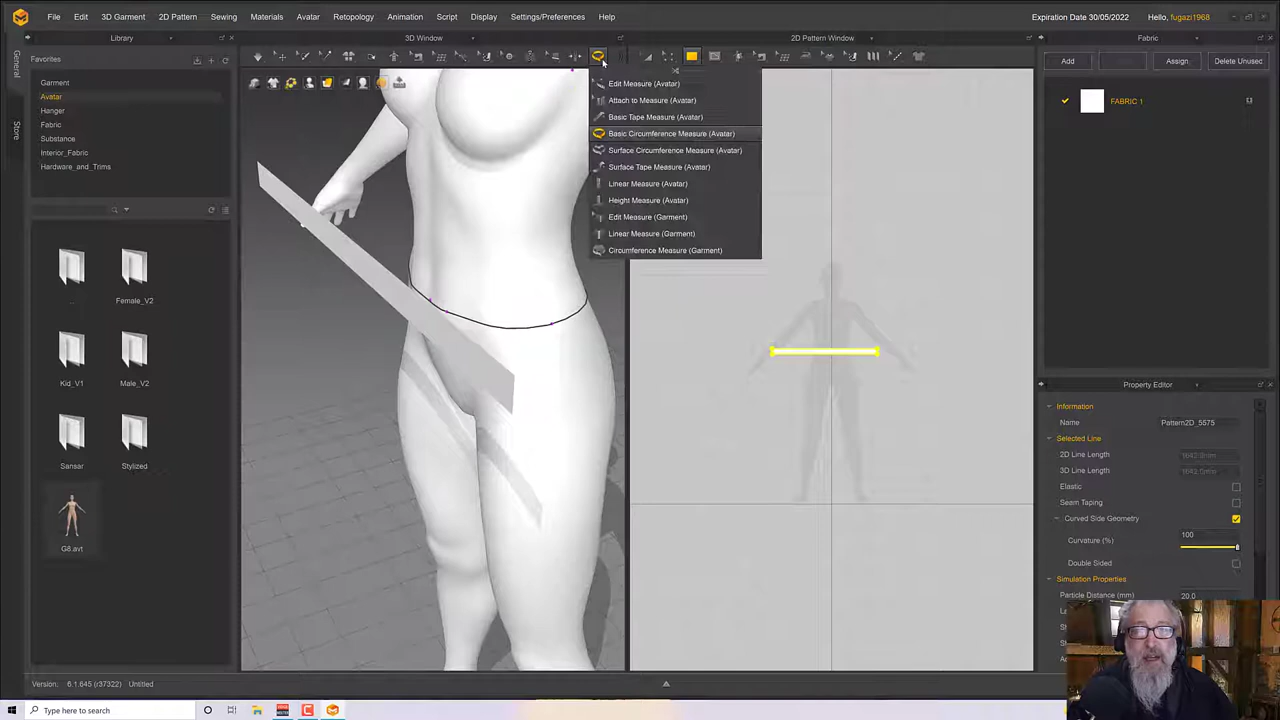 File Edit 3D Garment 2D Pattern Sewing Materials Avatar Retopology Animation Script Display Settings/Preferences Help Expiration Date 30/05/2022 Hello, fugazi1968
Library 3D Window 2D Pattern Window Fabric
General
Store
Favorites
Garment
Avatar
Hanger
Fabric
Substance
Interior_Fabric
Hardware_and_Trims
..
Female_V2
Kid_V1
Male_V2
Sansar
Stylized
G8.avt
Edit Measure (Avatar)
Attach to Measure (Avatar)
Basic Tape Measure (Avatar)
Basic Circumference Measure (Avatar)
Surface Circumference Measure (Avatar)
Surface Tape Measure (Avatar)
Linear Measure (Avatar)
Height Measure (Avatar)
Edit Measure (Garment)
Linear Measure (Garment)
Circumference Measure (Garment)
Add Assign Delete Unused
FABRIC 1
Property Editor
Information
Name Pattern2D_5575
Selected Line
2D Line Length
3D Line Length
Elastic
Seam Taping
Curved Side Geometry
Curvature (%) 100
Double Sided
Simulation Properties
Particle Distance (mm) 20.0
Version: 6.1.645 (r37322) Untitled
Type here to search